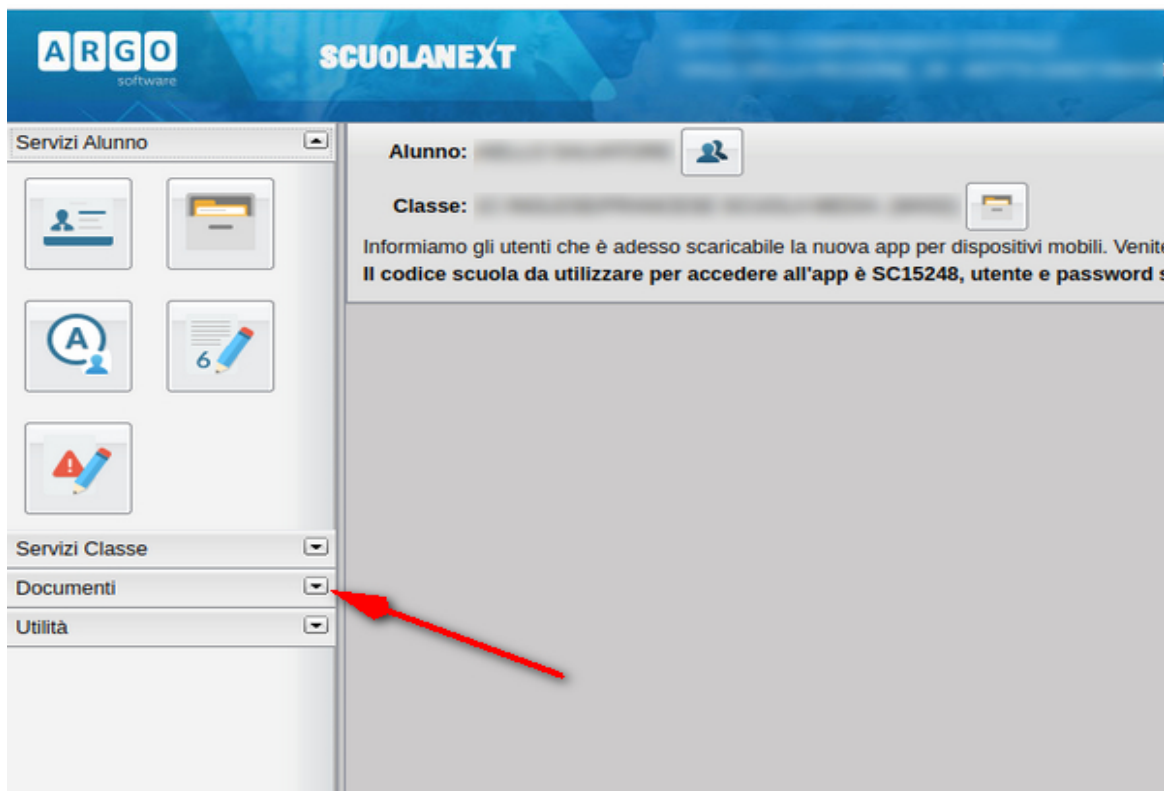 ARGO
software
SCUOLANEXT
Servizi Alunno
A
6
Servizi Classe
Documenti
Utilità
Alunno:
Classe:
Informiamo gli utenti che è adesso scaricabile la nuova app per dispositivi mobili. Venite
Il codice scuola da utilizzare per accedere all'app è SC15248, utente e password s